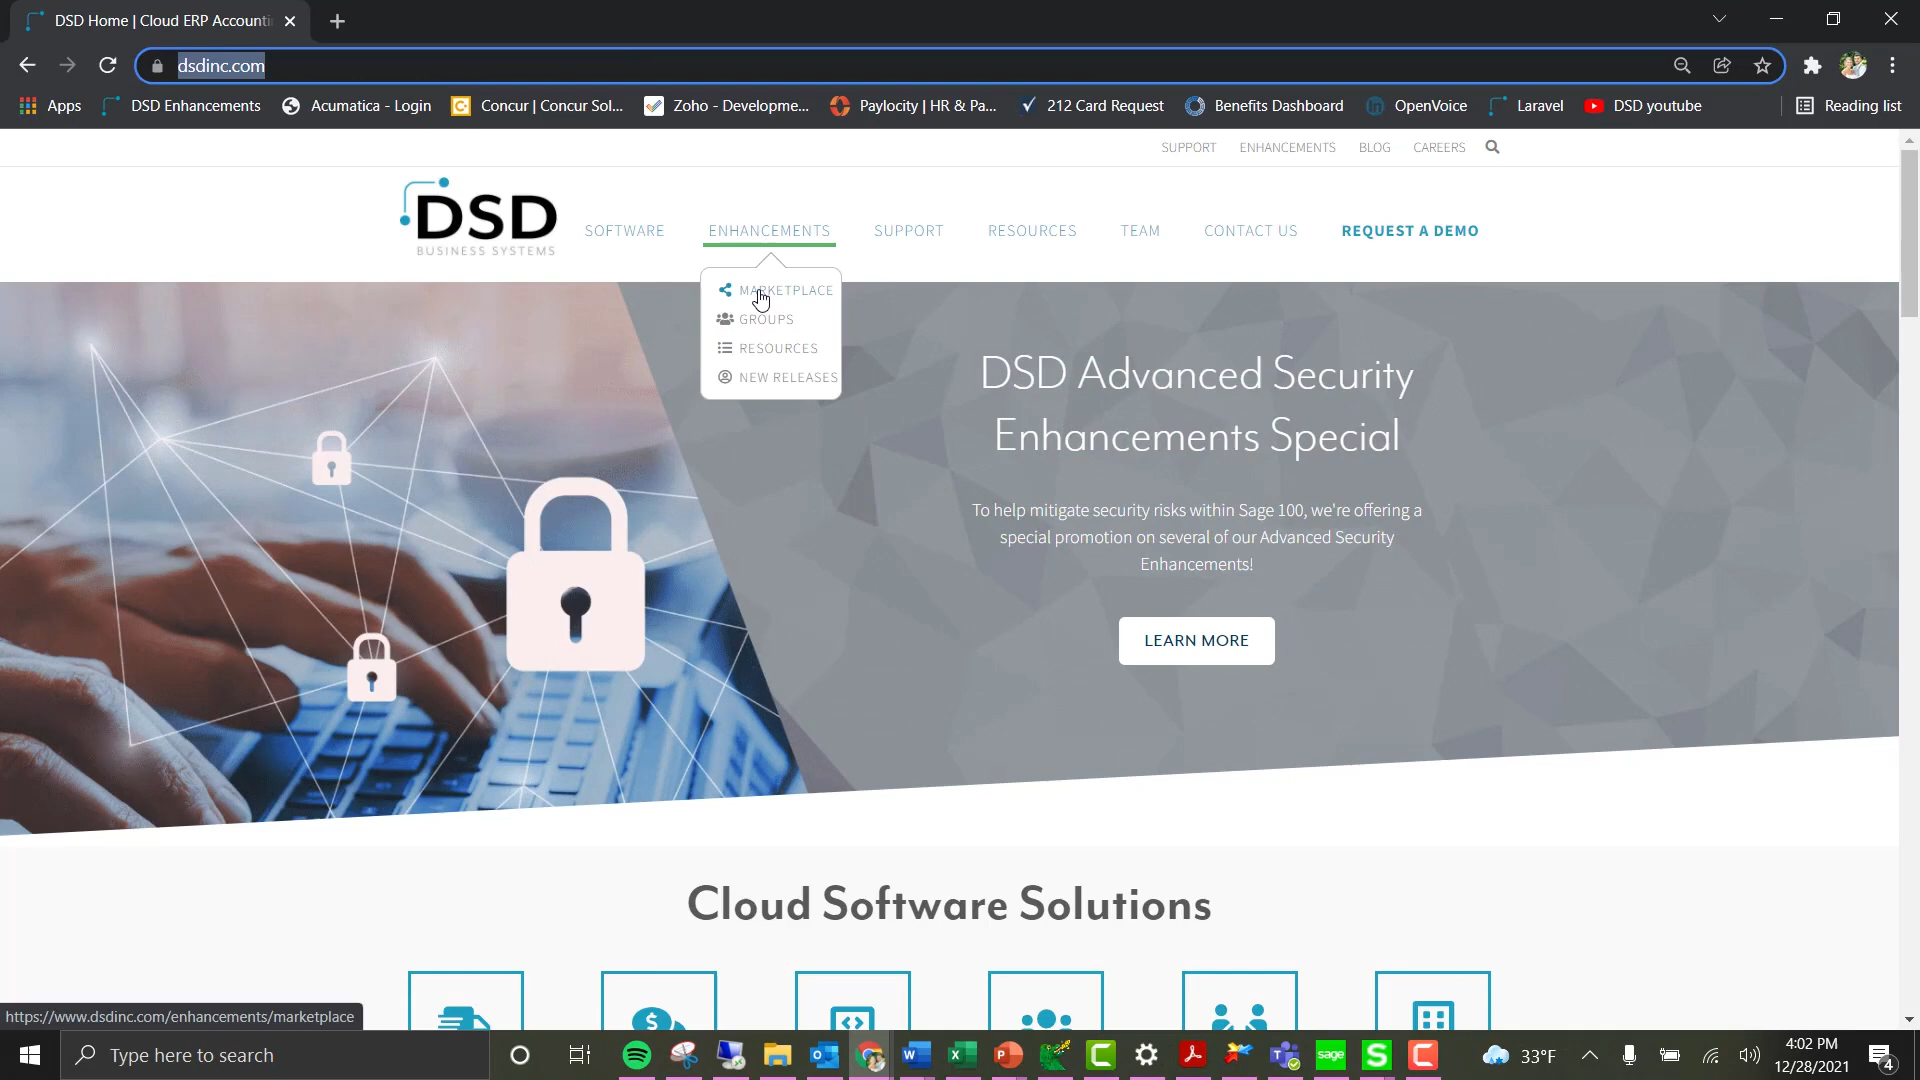 DSD Home | Cloud ERP Accounti
dsdinc.com
Apps DSD Enhancements Acumatica - Login Concur | Concur Sol... Zoho - Developme... Paylocity | HR & Pa... 212 Card Request Benefits Dashboard OpenVoice Laravel DSD youtube Reading list
SUPPORT ENHANCEMENTS BLOG CAREERS
DSD
BUSINESS SYSTEMS
SOFTWARE ENHANCEMENTS SUPPORT RESOURCES TEAM CONTACT US REQUEST A DEMO
MARKETPLACE
GROUPS
RESOURCES
NEW RELEASES
DSD Advanced Security
Enhancements Special
To help mitigate security risks within Sage 100, we're offering a
special promotion on several of our Advanced Security
Enhancements!
LEARN MORE
Cloud Software Solutions
https://www.dsdinc.com/enhancements/marketplace
Type here to search
sage
33°F
4:02 PM
12/28/2021
4